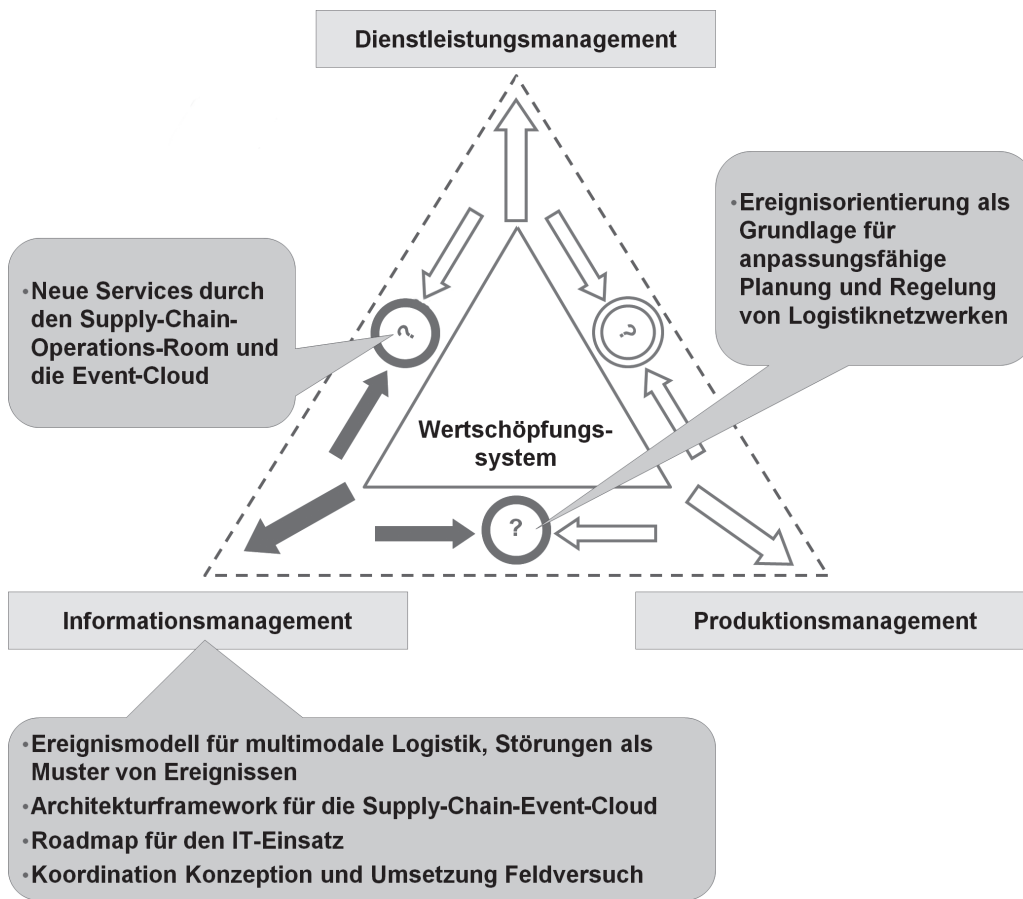 Dienstleistungsmanagement
•Ereignisorientierung als
Grundlage für
anpassungsfähige
Planung und Regelung
von Logistiknetzwerken
•Neue Services durch
den Supply-Chain-
Operations-Room und
die Event-Cloud
?
?
Wertschöpfungs-
system
?
Informationsmanagement
Produktionsmanagement
•Ereignismodell für multimodale Logistik, Störungen als
Muster von Ereignissen
•Architekturframework für die Supply-Chain-Event-Cloud
•Roadmap für den IT-Einsatz
•Koordination Konzeption und Umsetzung Feldversuch